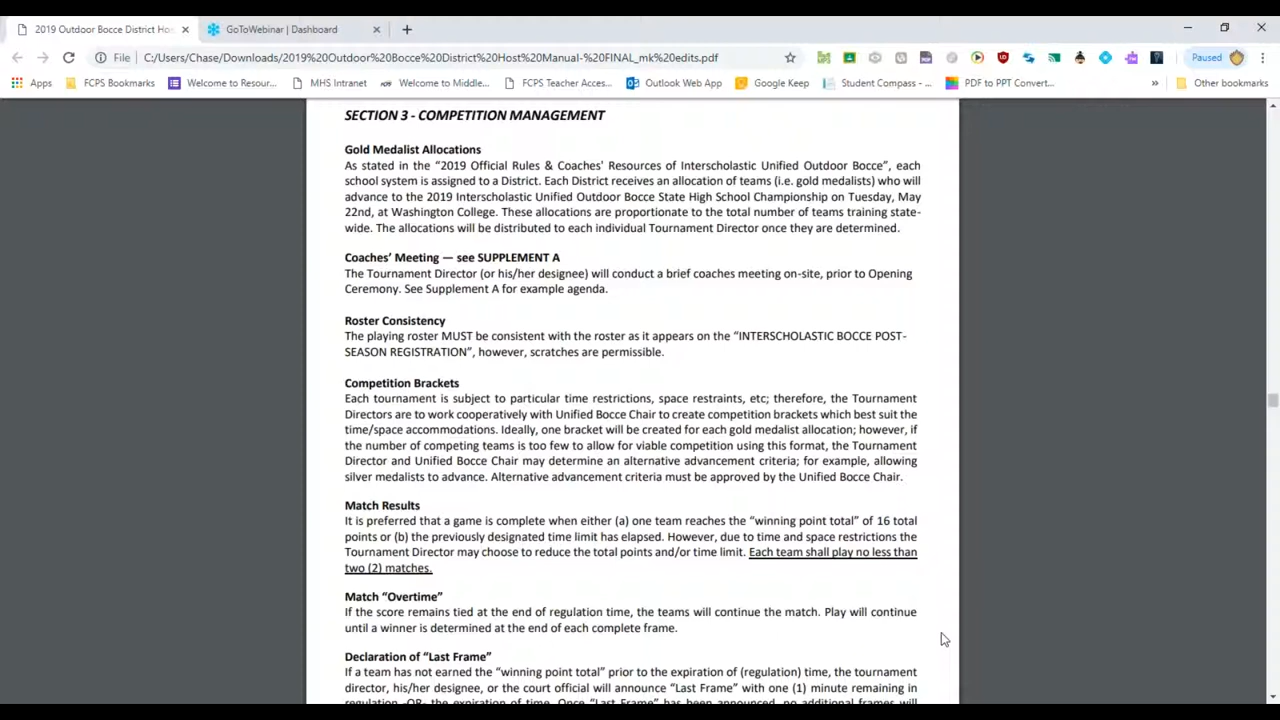 2019 Outdoor Bocce District Hos
GoToWebinar | Dashboard
File
C:/Users/Chase/Downloads/2019%20Outdoor%20Bocce%20District%20Host%20Manual-%20FINAL_mk%20edits.pdf
Paused
Apps
FCPS Bookmarks
Welcome to Resour...
MHS Intranet
Welcome to Middle...
FCPS Teacher Acces...
Outlook Web App
Google Keep
Student Compass - ...
PDF to PPT Convert...
»
Other bookmarks
SECTION 3 - COMPETITION MANAGEMENT
Gold Medalist Allocations
As stated in the “2019 Official Rules & Coaches' Resources of Interscholastic Unified Outdoor Bocce”, each
school system is assigned to a District. Each District receives an allocation of teams (i.e. gold medalists) who will
advance to the 2019 Interscholastic Unified Outdoor Bocce State High School Championship on Tuesday, May
22nd, at Washington College. These allocations are proportionate to the total number of teams training state-
wide. The allocations will be distributed to each individual Tournament Director once they are determined.
Coaches’ Meeting — see SUPPLEMENT A
The Tournament Director (or his/her designee) will conduct a brief coaches meeting on-site, prior to Opening
Ceremony. See Supplement A for example agenda.
Roster Consistency
The playing roster MUST be consistent with the roster as it appears on the “INTERSCHOLASTIC BOCCE POST-
SEASON REGISTRATION”, however, scratches are permissible.
Competition Brackets
Each tournament is subject to particular time restrictions, space restraints, etc; therefore, the Tournament
Directors are to work cooperatively with Unified Bocce Chair to create competition brackets which best suit the
time/space accommodations. Ideally, one bracket will be created for each gold medalist allocation; however, if
the number of competing teams is too few to allow for viable competition using this format, the Tournament
Director and Unified Bocce Chair may determine an alternative advancement criteria; for example, allowing
silver medalists to advance. Alternative advancement criteria must be approved by the Unified Bocce Chair.
Match Results
It is preferred that a game is complete when either (a) one team reaches the “winning point total” of 16 total
points or (b) the previously designated time limit has elapsed. However, due to time and space restrictions the
Tournament Director may choose to reduce the total points and/or time limit. Each team shall play no less than
two (2) matches.
Match “Overtime”
If the score remains tied at the end of regulation time, the teams will continue the match. Play will continue
until a winner is determined at the end of each complete frame.
Declaration of “Last Frame”
If a team has not earned the “winning point total” prior to the expiration of (regulation) time, the tournament
director, his/her designee, or the court official will announce “Last Frame” with one (1) minute remaining in
regulation -OR- the expiration of time. Once “Last Frame” has been announced, no additional frames will